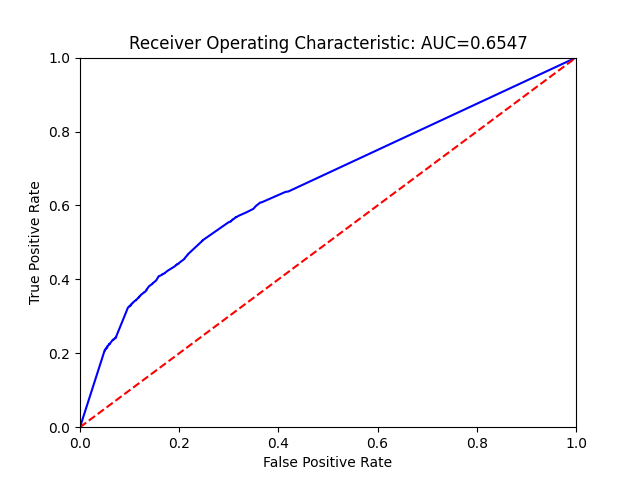 Receiver Operating Characteristic: AUC=0.6547
1.0
0.8
0.6
0.4
0.2
0.0
True Positive Rate
0.0 0.2 0.4 0.6 0.8 1.0
False Positive Rate